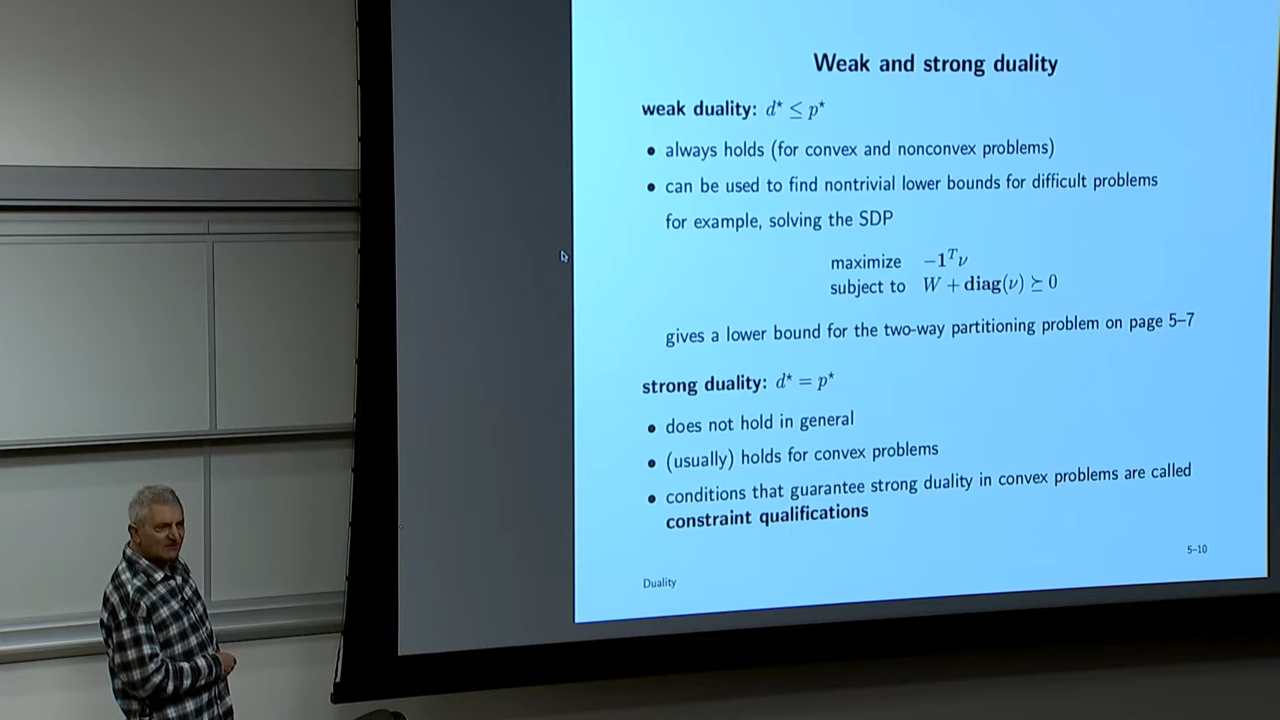 Weak and strong duality
weak duality: d⋆ ≤ p⋆
• always holds (for convex and nonconvex problems)
• can be used to find nontrivial lower bounds for difficult problems
for example, solving the SDP
maximize −1ᵀν
subject to W + diag(ν) ⪰ 0
gives a lower bound for the two-way partitioning problem on page 5–7
strong duality: d⋆ = p⋆
• does not hold in general
• (usually) holds for convex problems
• conditions that guarantee strong duality in convex problems are called
constraint qualifications
5–10
Duality